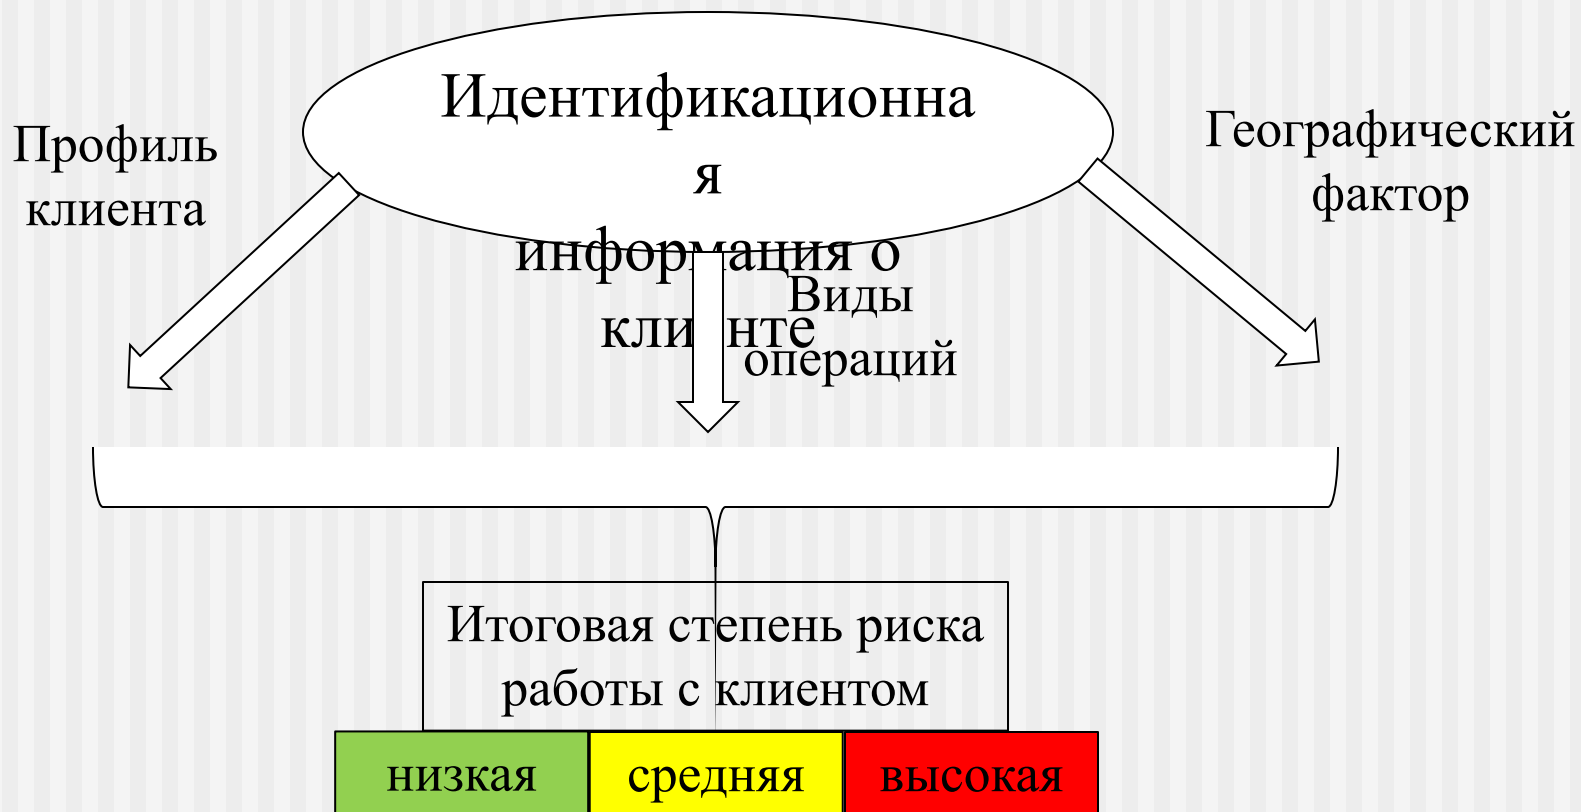 Идентификационна
я
информация о
клиенте
Профиль
клиента
Географический
фактор
Виды
операций
Итоговая степень риска
работы с клиентом
низкая
средняя
высокая